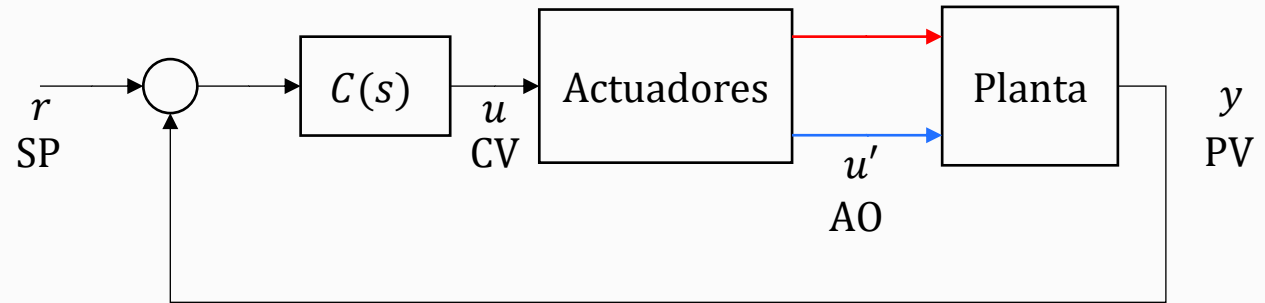 r
SP
C(s)
u
CV
Actuadores
u′
AO
Planta
y
PV